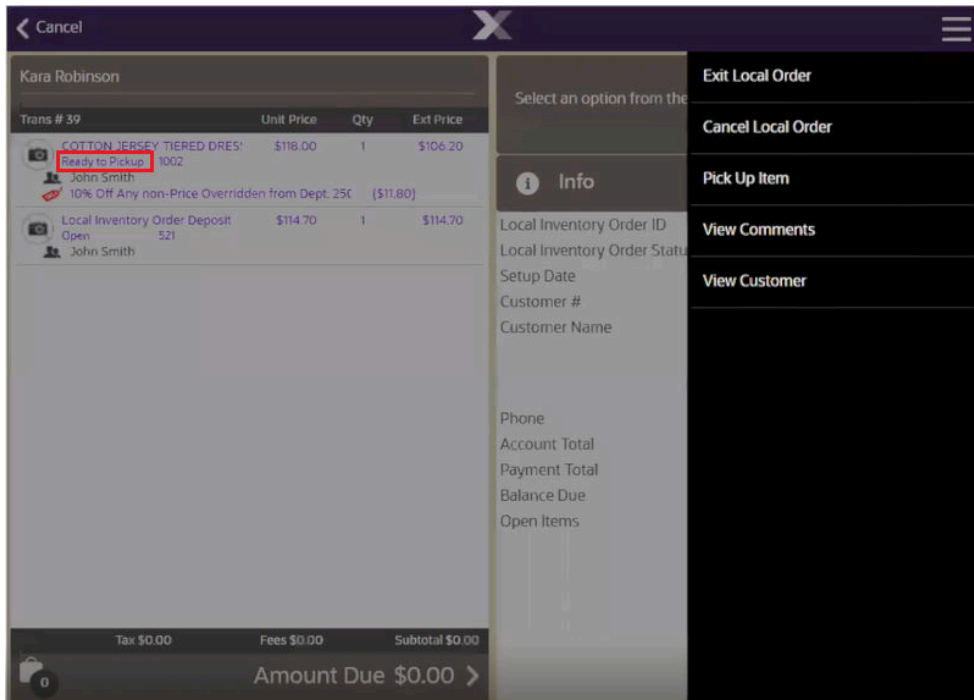 Cancel
Kara Robinson
Trans # 39 Unit Price Qty Ext Price
COTTON JERSEY TIERED DRES' $118.00 1 $106.20
Ready to Pickup 1002
John Smith
10% Off Any non-Price Overridden from Dept. 250 ($11.80)
Local Inventory Order Deposit $114.70 1 $114.70
Open 521
John Smith
Tax $0.00 Fees $0.00 Subtotal $0.00
0 Amount Due $0.00
Select an option from the
Info
Local Inventory Order ID
Local Inventory Order Statu
Setup Date
Customer #
Customer Name
Phone
Account Total
Payment Total
Balance Due
Open Items
Exit Local Order
Cancel Local Order
Pick Up Item
View Comments
View Customer